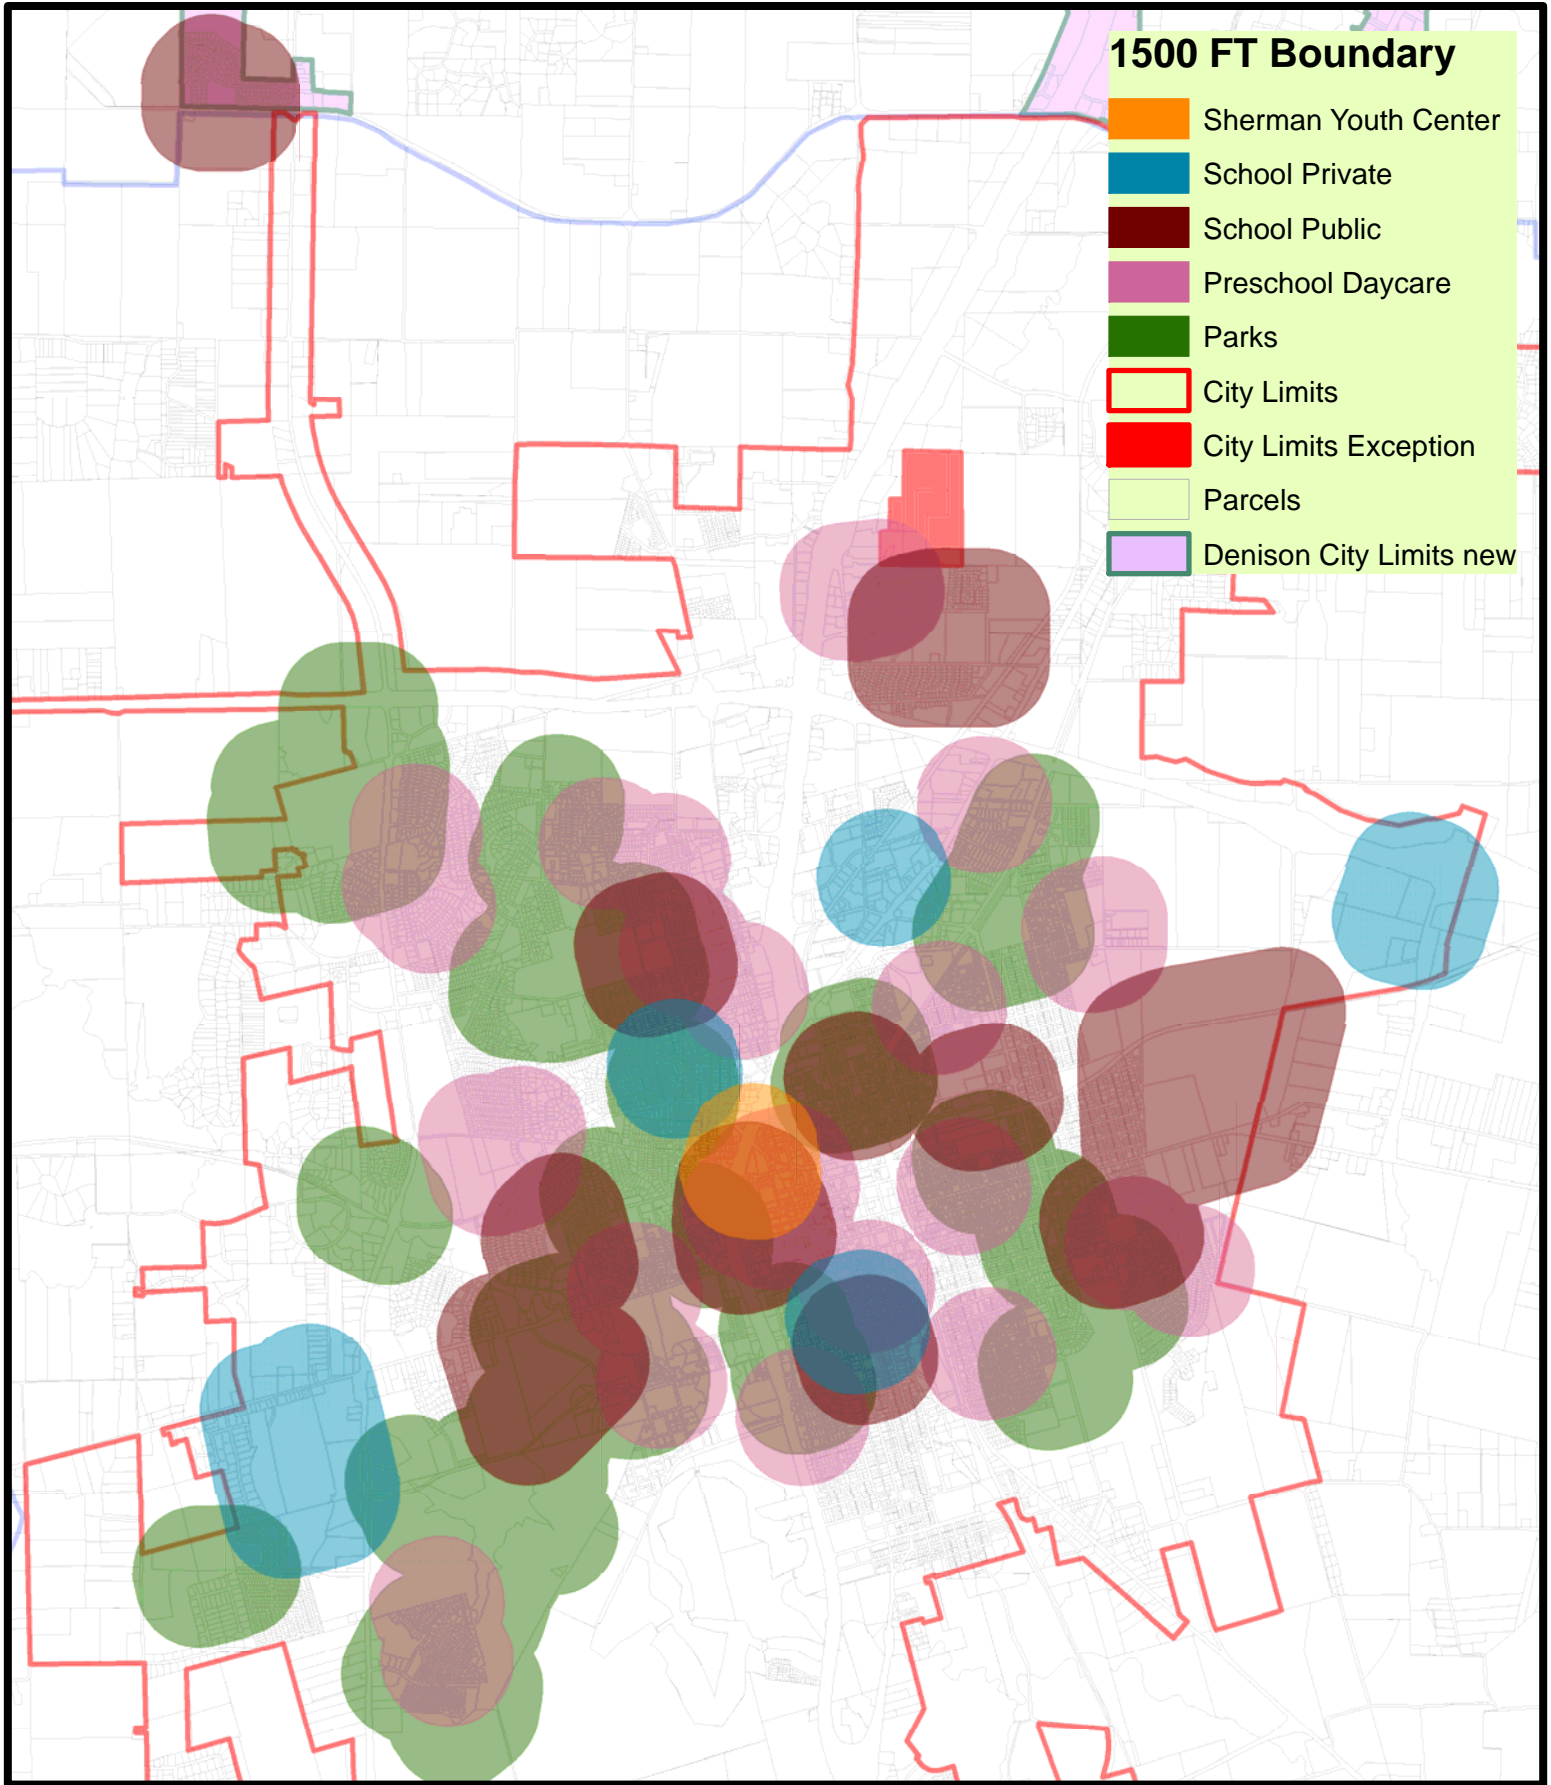 1500 FT Boundary
Sherman Youth Center
School Private
School Public
Preschool Daycare
Parks
City Limits
City Limits Exception
Parcels
Denison City Limits new